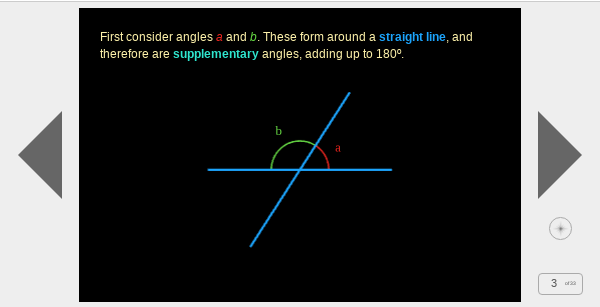 First consider angles a and b. These form around a straight line, and
therefore are supplementary angles, adding up to 180º.
b
a
3 of 33